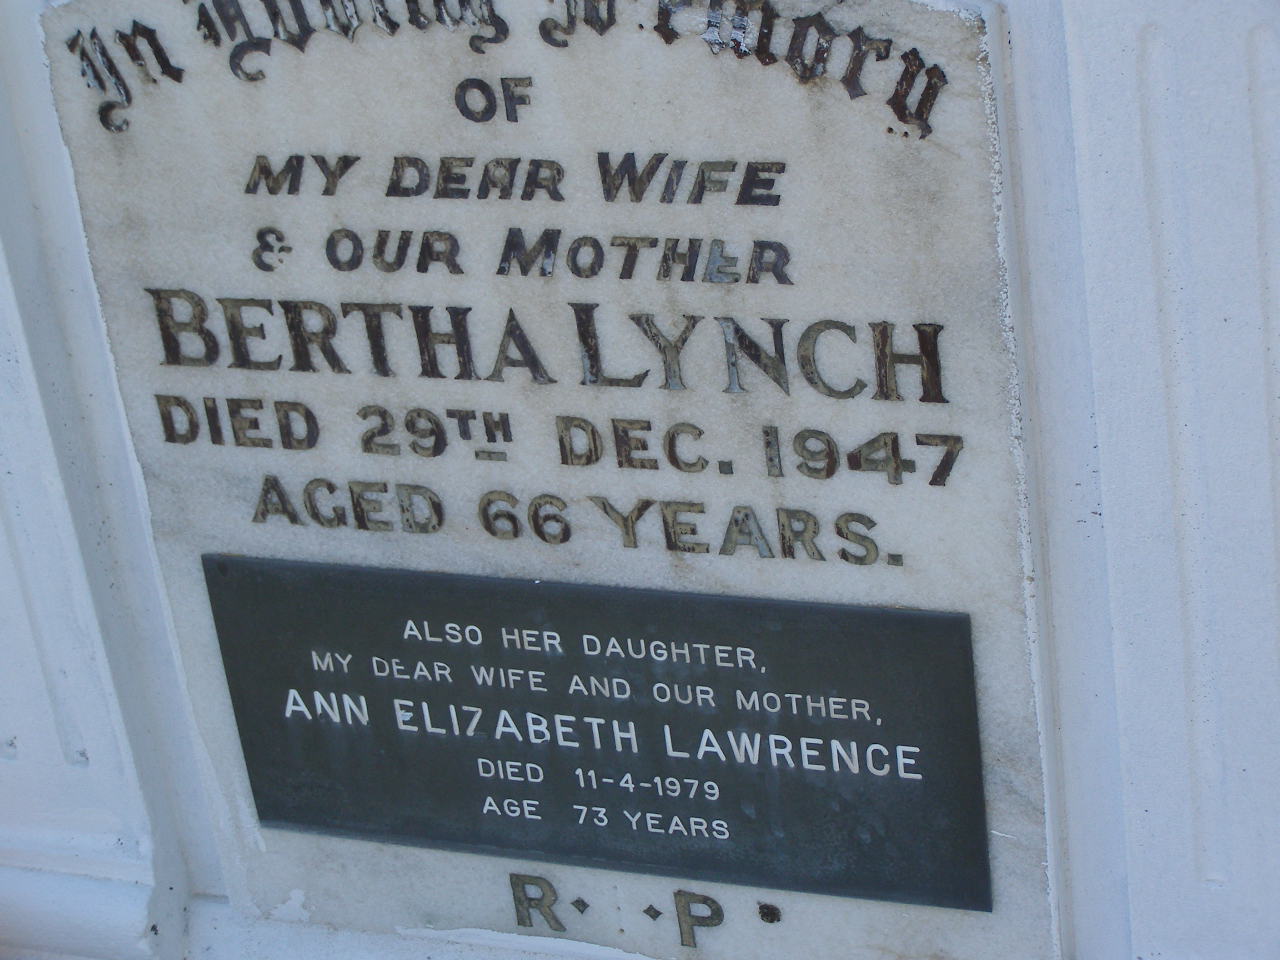 In Loving Memory
OF
MY DEAR WIFE
& OUR MOTHER
BERTHA LYNCH
DIED 29TH DEC. 1947
AGED 66 YEARS.
ALSO HER DAUGHTER,
MY DEAR WIFE AND OUR MOTHER,
ANN ELIZABETH LAWRENCE
DIED 11-4-1979
AGE 73 YEARS
R. .P.